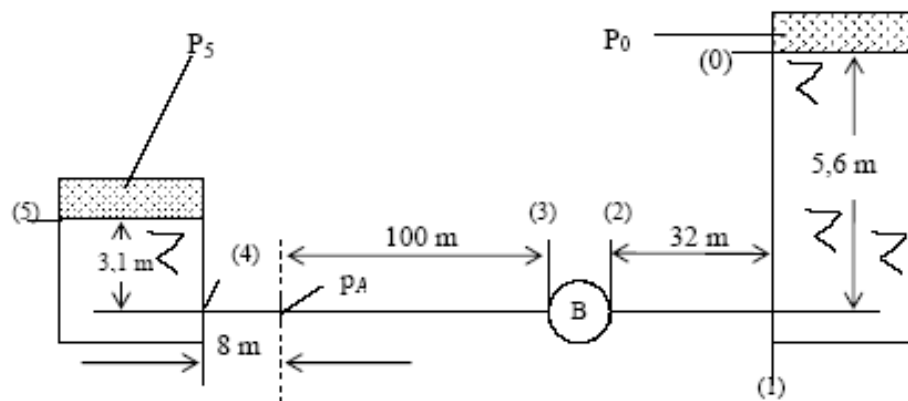 P5
P0
(0)
5,6 m
(5)
(3)
(2)
3,1 m
(4)
100 m
32 m
pA
B
8 m
(1)